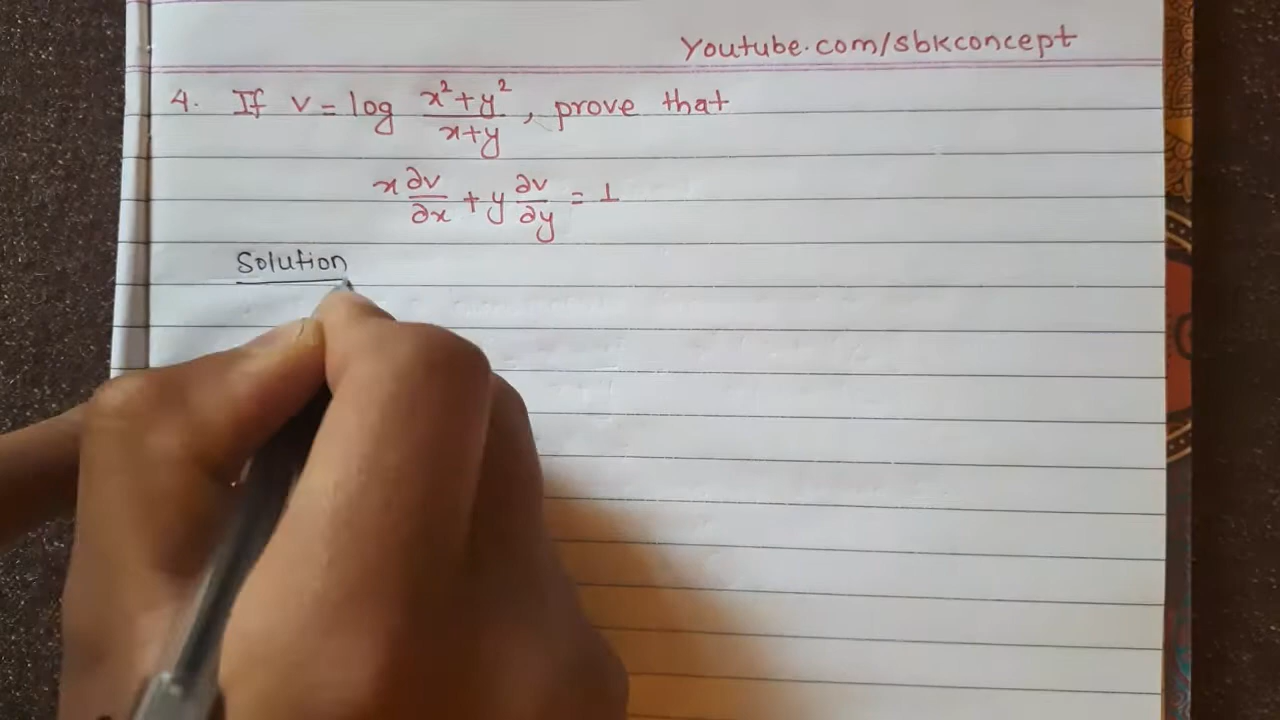 Youtube.com/sbkconcept
4. If v = log (x²+y²)/(x+y), prove that
x ∂v/∂x + y ∂v/∂y = 1
Solution